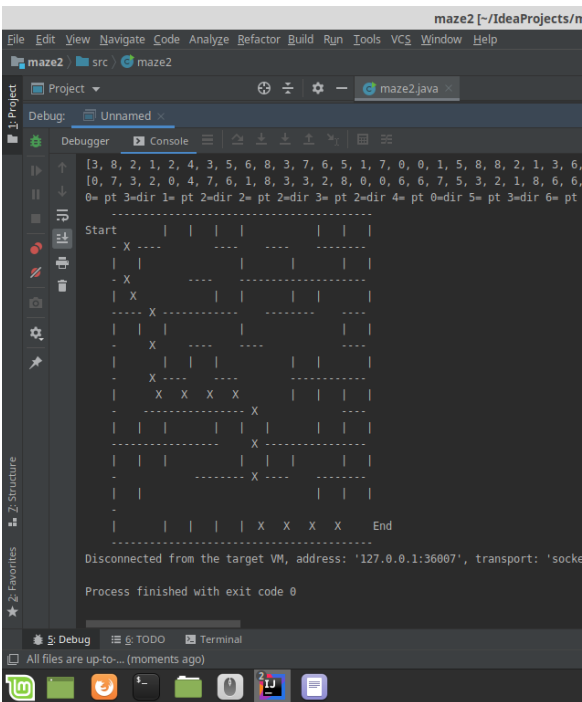 maze2 [~/IdeaProjects/m
File Edit View Navigate Code Analyze Refactor Build Run Tools VCS Window Help
maze2 src maze2
1: Project
Project
maze2.java
Debug: Unnamed
Debugger Console
[3, 8, 2, 1, 2, 4, 3, 5, 6, 8, 3, 7, 6, 5, 1, 7, 0, 0, 1, 5, 8, 8, 2, 1, 3, 6,
[0, 7, 3, 2, 0, 4, 7, 6, 1, 8, 3, 3, 2, 8, 0, 0, 6, 6, 7, 5, 3, 2, 1, 8, 6, 6,
0= pt 3=dir 1= pt 2=dir 2= pt 2=dir 3= pt 2=dir 4= pt 0=dir 5= pt 3=dir 6= pt
----------------------------------------
Start | | | | | | |
- X ---- ---- ---- --------
| | | | | |
- X ---- --------------------
| X | | | | |
----- X ------------ -------- ----
| | | | | |
- X ---- ---- ----
| | | | | | |
- X ---- ---- ------------
| X X X X | | | |
- ---------------- X ----
| | | | | | | | |
----------------- X ----------------
| | | | | | | |
- -------- X ---- --------
| | | | |
-
| | | | | X X X X End
----------------------------------------
Disconnected from the target VM, address: '127.0.0.1:36007', transport: 'socke
Process finished with exit code 0
7: Structure
2: Favorites
5: Debug 6: TODO Terminal
All files are up-to-... (moments ago)
2
IJ